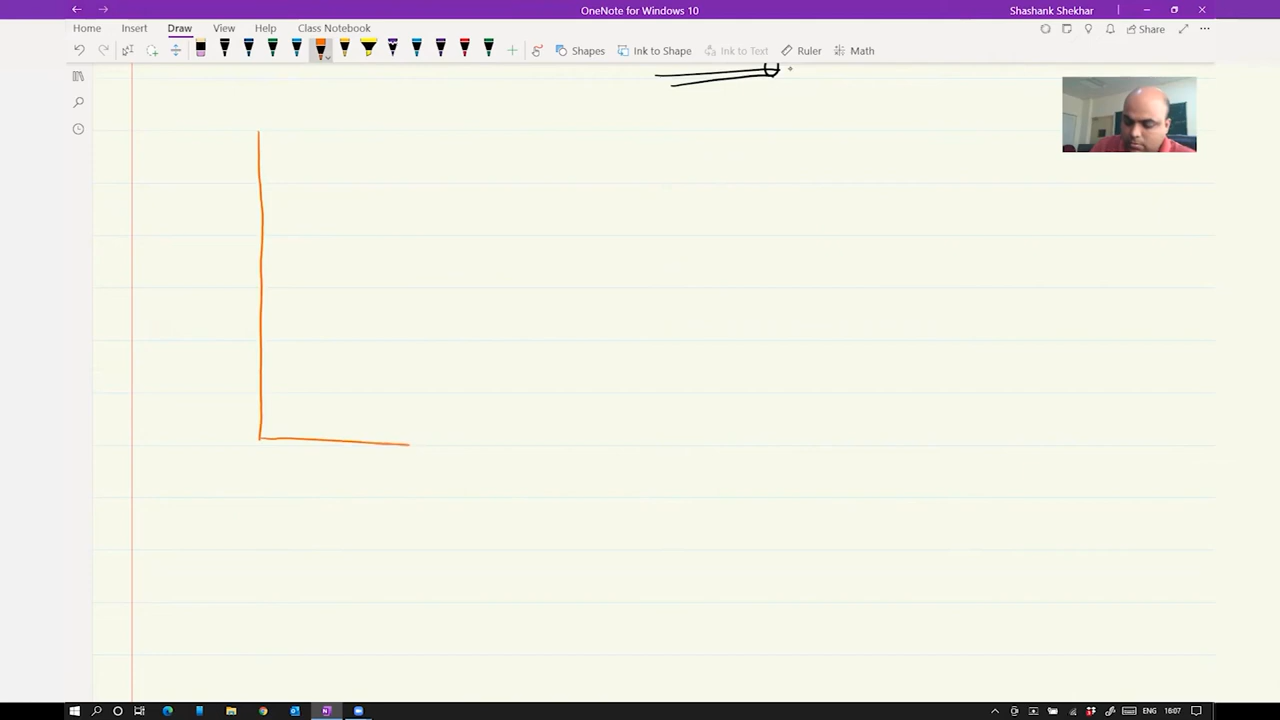 OneNote for Windows 10
Shashank Shekhar
Home Insert Draw View Help Class Notebook
Share
Shapes Ink to Shape Ink to Text Ruler Math
ENG 16:07